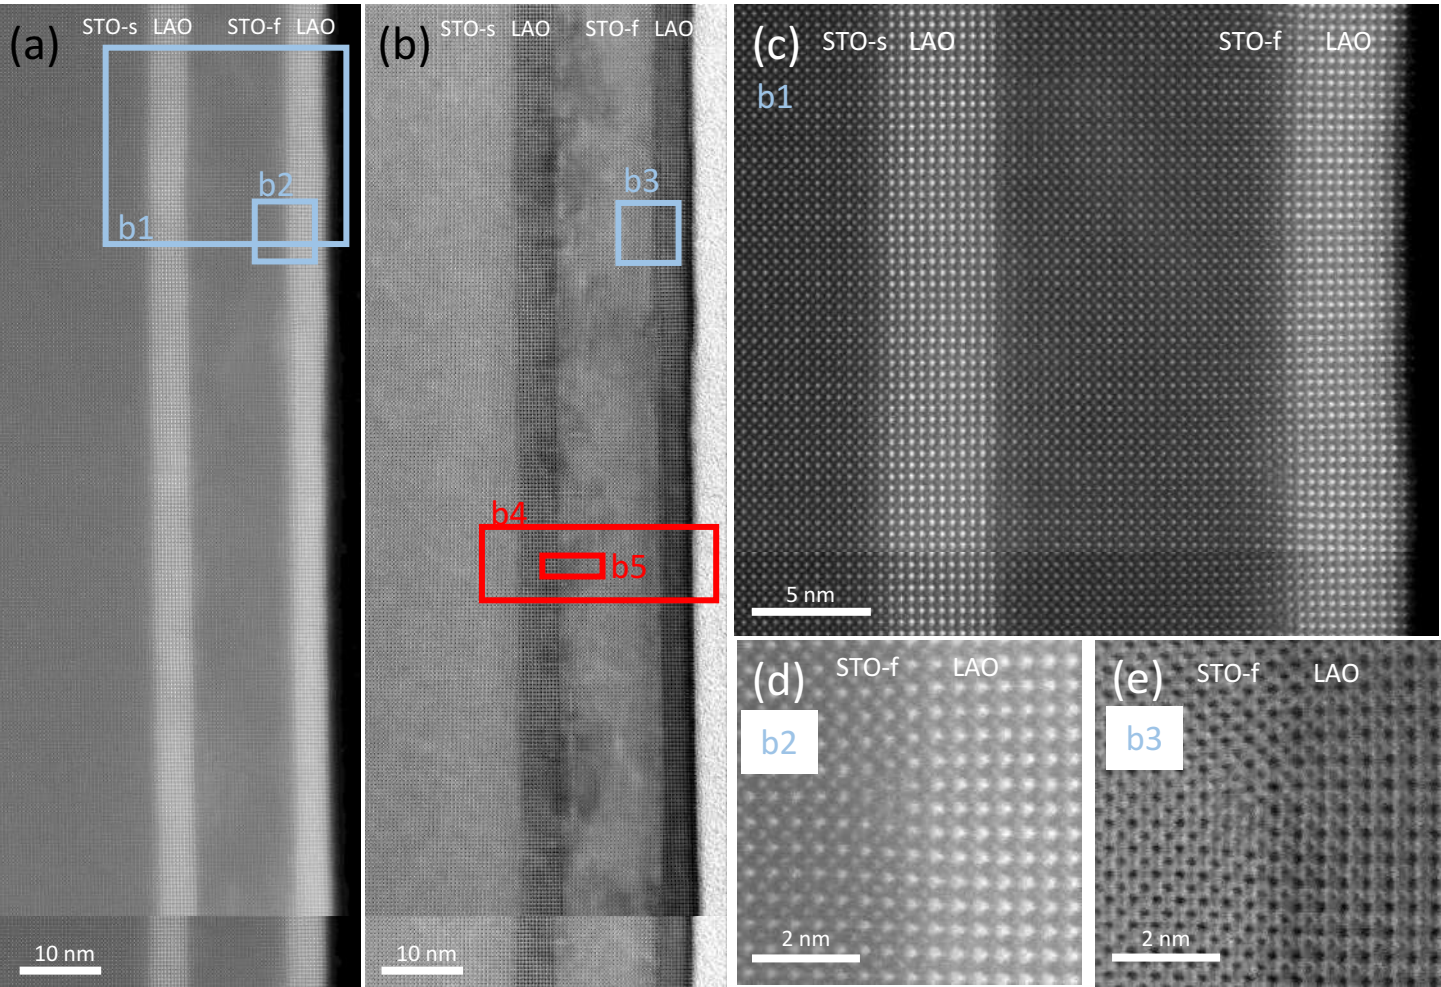 (a) STO-s LAO STO-f LAO
b2
b1
10 nm
(b) STO-s LAO STO-f LAO
b3
b4
b5
10 nm
(c) STO-s LAO STO-f LAO
b1
5 nm
(d) STO-f LAO
b2
2 nm
(e) STO-f LAO
b3
2 nm